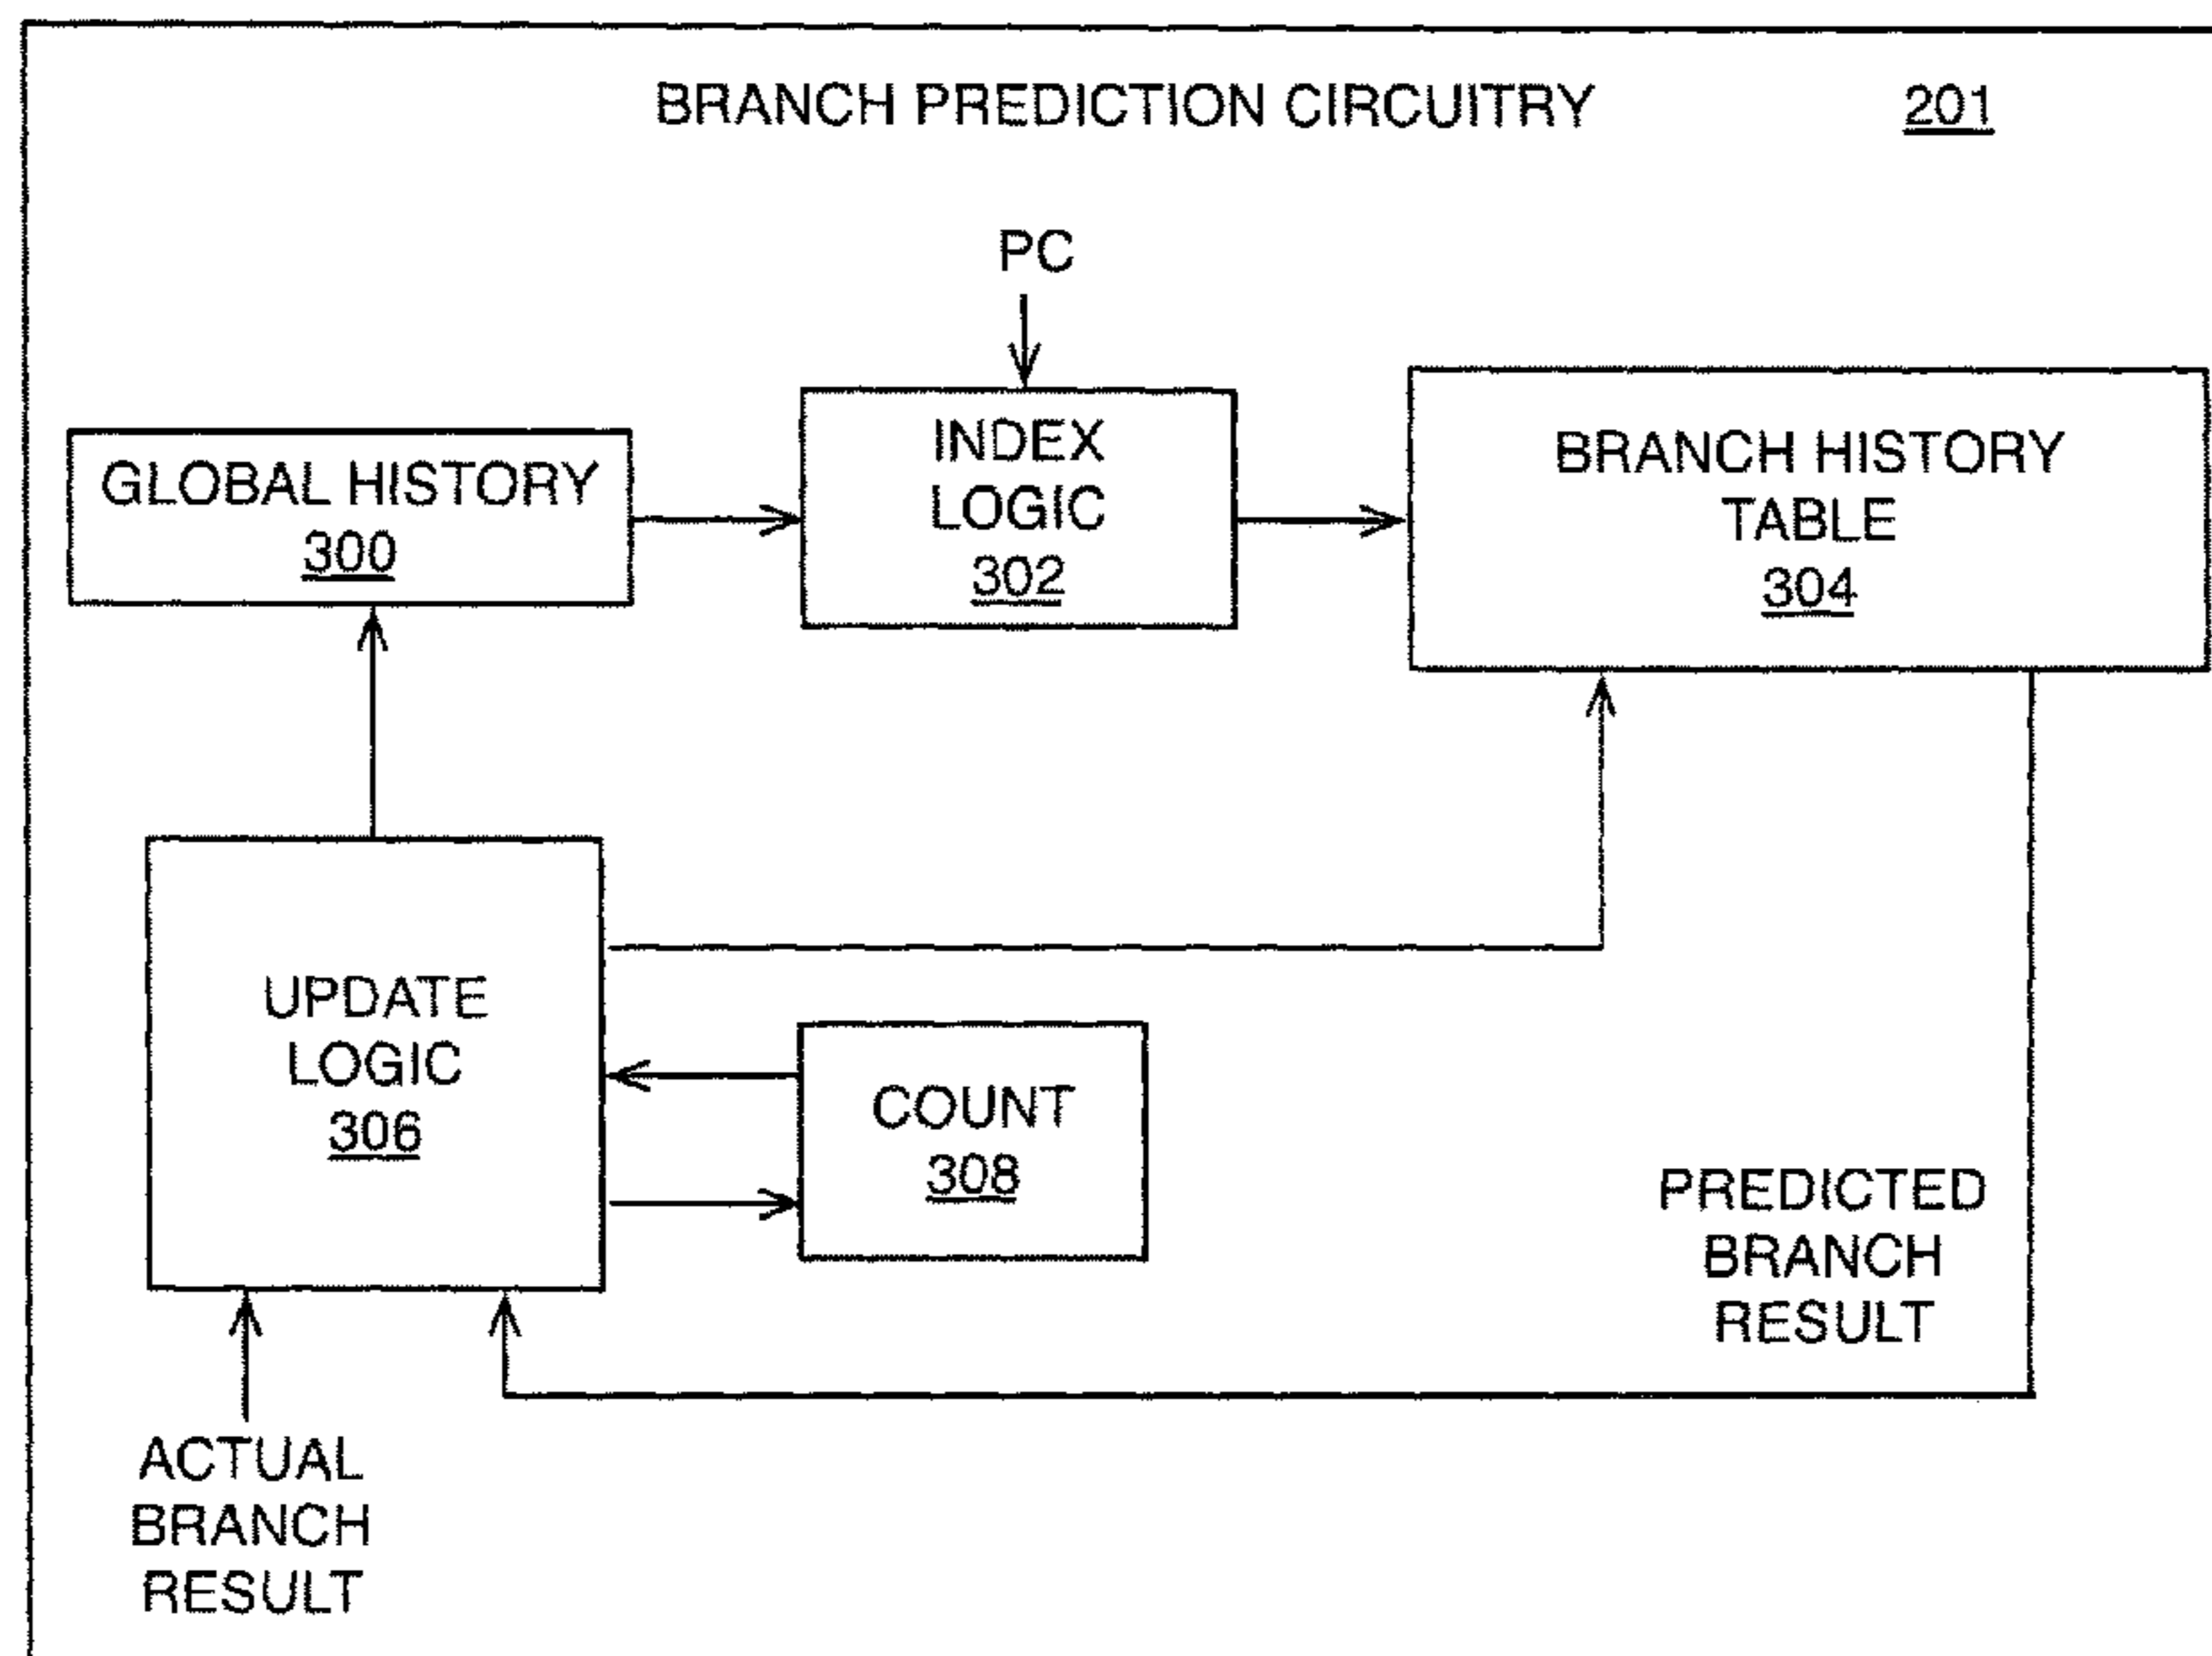 BRANCH PREDICTION CIRCUITRY 201
PC
GLOBAL HISTORY
300
INDEX
LOGIC
302
BRANCH HISTORY
TABLE
304
UPDATE
LOGIC
306
COUNT
308
PREDICTED
BRANCH
RESULT
ACTUAL
BRANCH
RESULT